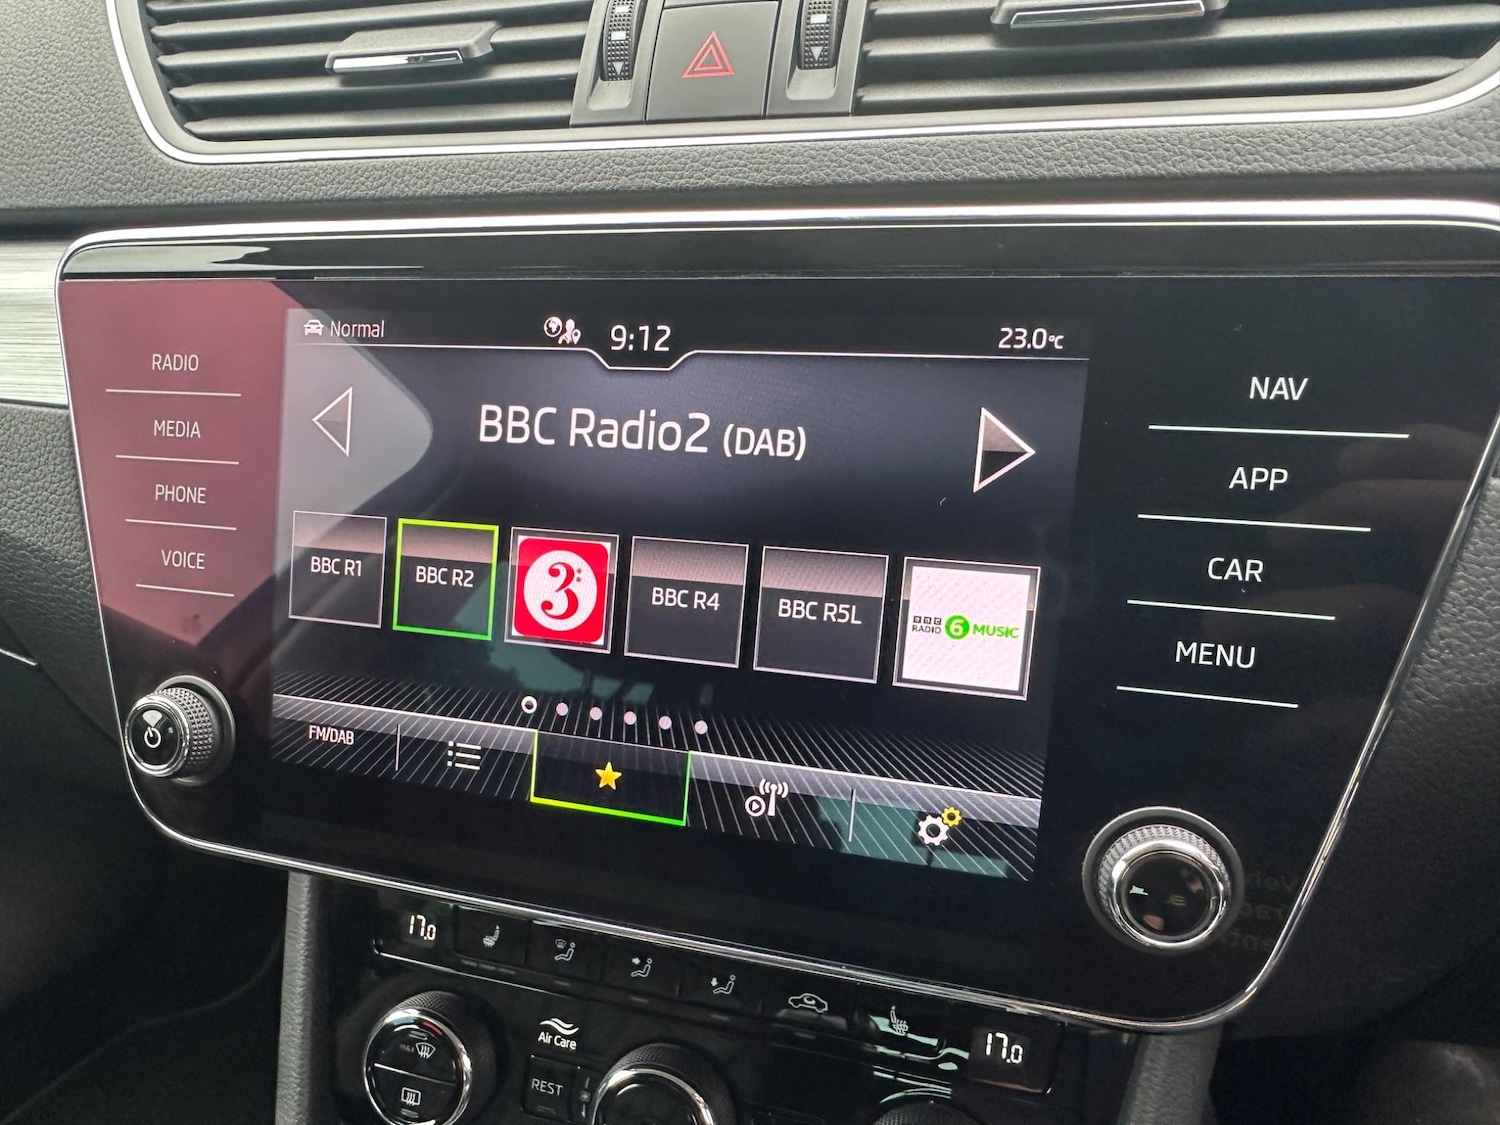 Normal
9:12
23.0°C
RADIO
MEDIA
PHONE
VOICE
BBC Radio2 (DAB)
NAV
APP
CAR
MENU
BBC R1
BBC R2
3
BBC R4
BBC R5L
BBC
RADIO 6 MUSIC
FM/DAB
17.0
17.0
Air Care
REST